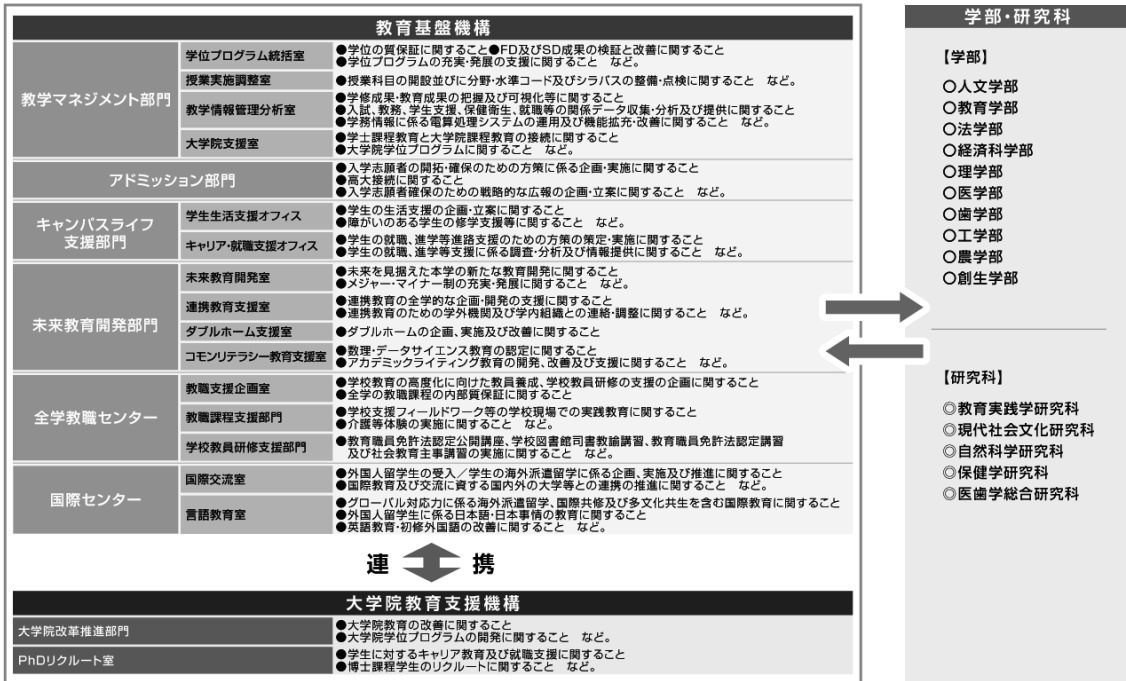 教育基盤機構
教学マネジメント部門
学位プログラム統括室
●学位の質保証に関すること●FD及びSD成果の検証と改善に関すること
●学位プログラムの充実・発展の支援に関すること　など。
授業実施調整室
●授業科目の開設並びに分野・水準コード及びシラバスの整備・点検に関すること　など。
教学情報管理分析室
●学修成果・教育成果の把握及び可視化等に関すること
●入試、教務、学生支援、保健衛生、就職等の関係データ収集・分析及び提供に関すること
●学務情報に係る電算処理システムの運用及び機能拡充・改善に関すること　など。
大学院支援室
●学士課程教育と大学院課程教育の接続に関すること
●大学院学位プログラムに関すること　など。
アドミッション部門
●入学志願者の開拓・確保のための方策に係る企画・実施に関すること
●高大接続に関すること
●入学志願者確保のための戦略的な広報の企画・立案に関すること　など。
キャンパスライフ
支援部門
学生生活支援オフィス
●学生の生活支援の企画・立案に関すること
●障がいのある学生の修学支援等に関すること　など。
キャリア・就職支援オフィス
●学生の就職、進学等進路支援のための方策の策定・実施に関すること
●学生の就職、進学等支援に係る調査・分析及び情報提供に関すること　など。
未来教育開発部門
未来教育開発室
●未来を見据えた本学の新たな教育開発に関すること
●メジャー・マイナー制の充実・発展に関すること　など。
連携教育支援室
●連携教育の全学的な企画・開発の支援に関すること
●連携教育のための学外機関及び学内組織との連絡・調整に関すること　など。
ダブルホーム支援室
●ダブルホームの企画、実施及び改善に関すること
コモンリテラシー教育支援室
●数理・データサイエンス教育の認定に関すること
●アカデミックライティング教育の開発、改善及び支援に関すること　など。
全学教職センター
教職支援企画室
●学校教育の高度化に向けた教員養成、学校教員研修の支援の企画に関すること
●全学の教職課程の内部質保証に関すること
教職課程支援部門
●学校支援フィールドワーク等の学校現場での実践教育に関すること
●介護等体験の実施に関すること　など。
学校教員研修支援部門
●教育職員免許法認定公開講座、学校図書館司書教諭講習、教育職員免許法認定講習
及び社会教育主事講習の実施に関すること　など。
国際センター
国際交流室
●外国人留学生の受入／学生の海外派遣留学に係る企画、実施及び推進に関すること
●国際教育及び交流に資する国内外の大学等との連携の推進に関すること　など。
言語教育室
●グローバル対応力に係る海外派遣留学、国際共修及び多文化共生を含む国際教育に関すること
●外国人留学生に係る日本語・日本事情の教育に関すること
●英語教育・初修外国語の改善に関すること　など。
連　携
大学院教育支援機構
大学院改革推進部門
●大学院教育の改善に関すること
●大学院学位プログラムの開発に関すること　など。
PhDリクルート室
●学生に対するキャリア教育及び就職支援に関すること
●博士課程学生のリクルートに関すること　など。
学部・研究科
【学部】
○人文学部
○教育学部
○法学部
○経済科学部
○理学部
○医学部
○歯学部
○工学部
○農学部
○創生学部
【研究科】
◎教育実践学研究科
◎現代社会文化研究科
◎自然科学研究科
◎保健学研究科
◎医歯学総合研究科